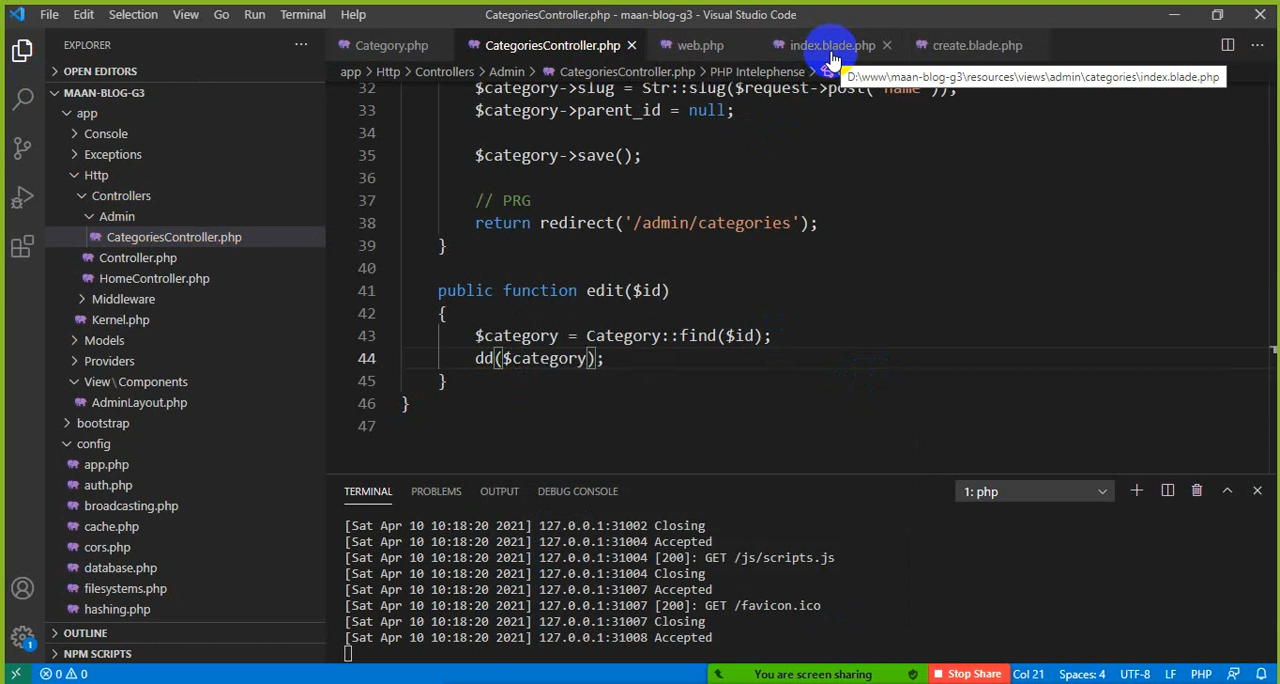 File Edit Selection View Go Run Terminal Help
CategoriesController.php - maan-blog-g3 - Visual Studio Code
EXPLORER
OPEN EDITORS
MAAN-BLOG-G3
app
Console
Exceptions
Http
Controllers
Admin
CategoriesController.php
Controller.php
HomeController.php
Middleware
Kernel.php
Models
Providers
View\Components
AdminLayout.php
bootstrap
config
app.php
auth.php
broadcasting.php
cache.php
cors.php
database.php
filesystems.php
hashing.php
OUTLINE
NPM SCRIPTS
Category.php CategoriesController.php web.php index.blade.php create.blade.php
app > Http > Controllers > Admin > CategoriesController.php > PHP Intelephense >
D:\www\maan-blog-g3\resources\views\admin\categories\index.blade.php
32 $category->slug = Str::slug($request->post('name'));
33 $category->parent_id = null;
34
35 $category->save();
36
37 // PRG
38 return redirect('/admin/categories');
39 }
40
41 public function edit($id)
42 {
43 $category = Category::find($id);
44 dd($category);
45 }
46 }
47
TERMINAL PROBLEMS OUTPUT DEBUG CONSOLE 1: php
[Sat Apr 10 10:18:20 2021] 127.0.0.1:31002 Closing
[Sat Apr 10 10:18:20 2021] 127.0.0.1:31004 Accepted
[Sat Apr 10 10:18:20 2021] 127.0.0.1:31004 [200]: GET /js/scripts.js
[Sat Apr 10 10:18:20 2021] 127.0.0.1:31004 Closing
[Sat Apr 10 10:18:20 2021] 127.0.0.1:31007 Accepted
[Sat Apr 10 10:18:20 2021] 127.0.0.1:31007 [200]: GET /favicon.ico
[Sat Apr 10 10:18:20 2021] 127.0.0.1:31007 Closing
[Sat Apr 10 10:18:20 2021] 127.0.0.1:31008 Accepted
1
0 0 You are screen sharing Stop Share Col 21 Spaces: 4 UTF-8 LF PHP